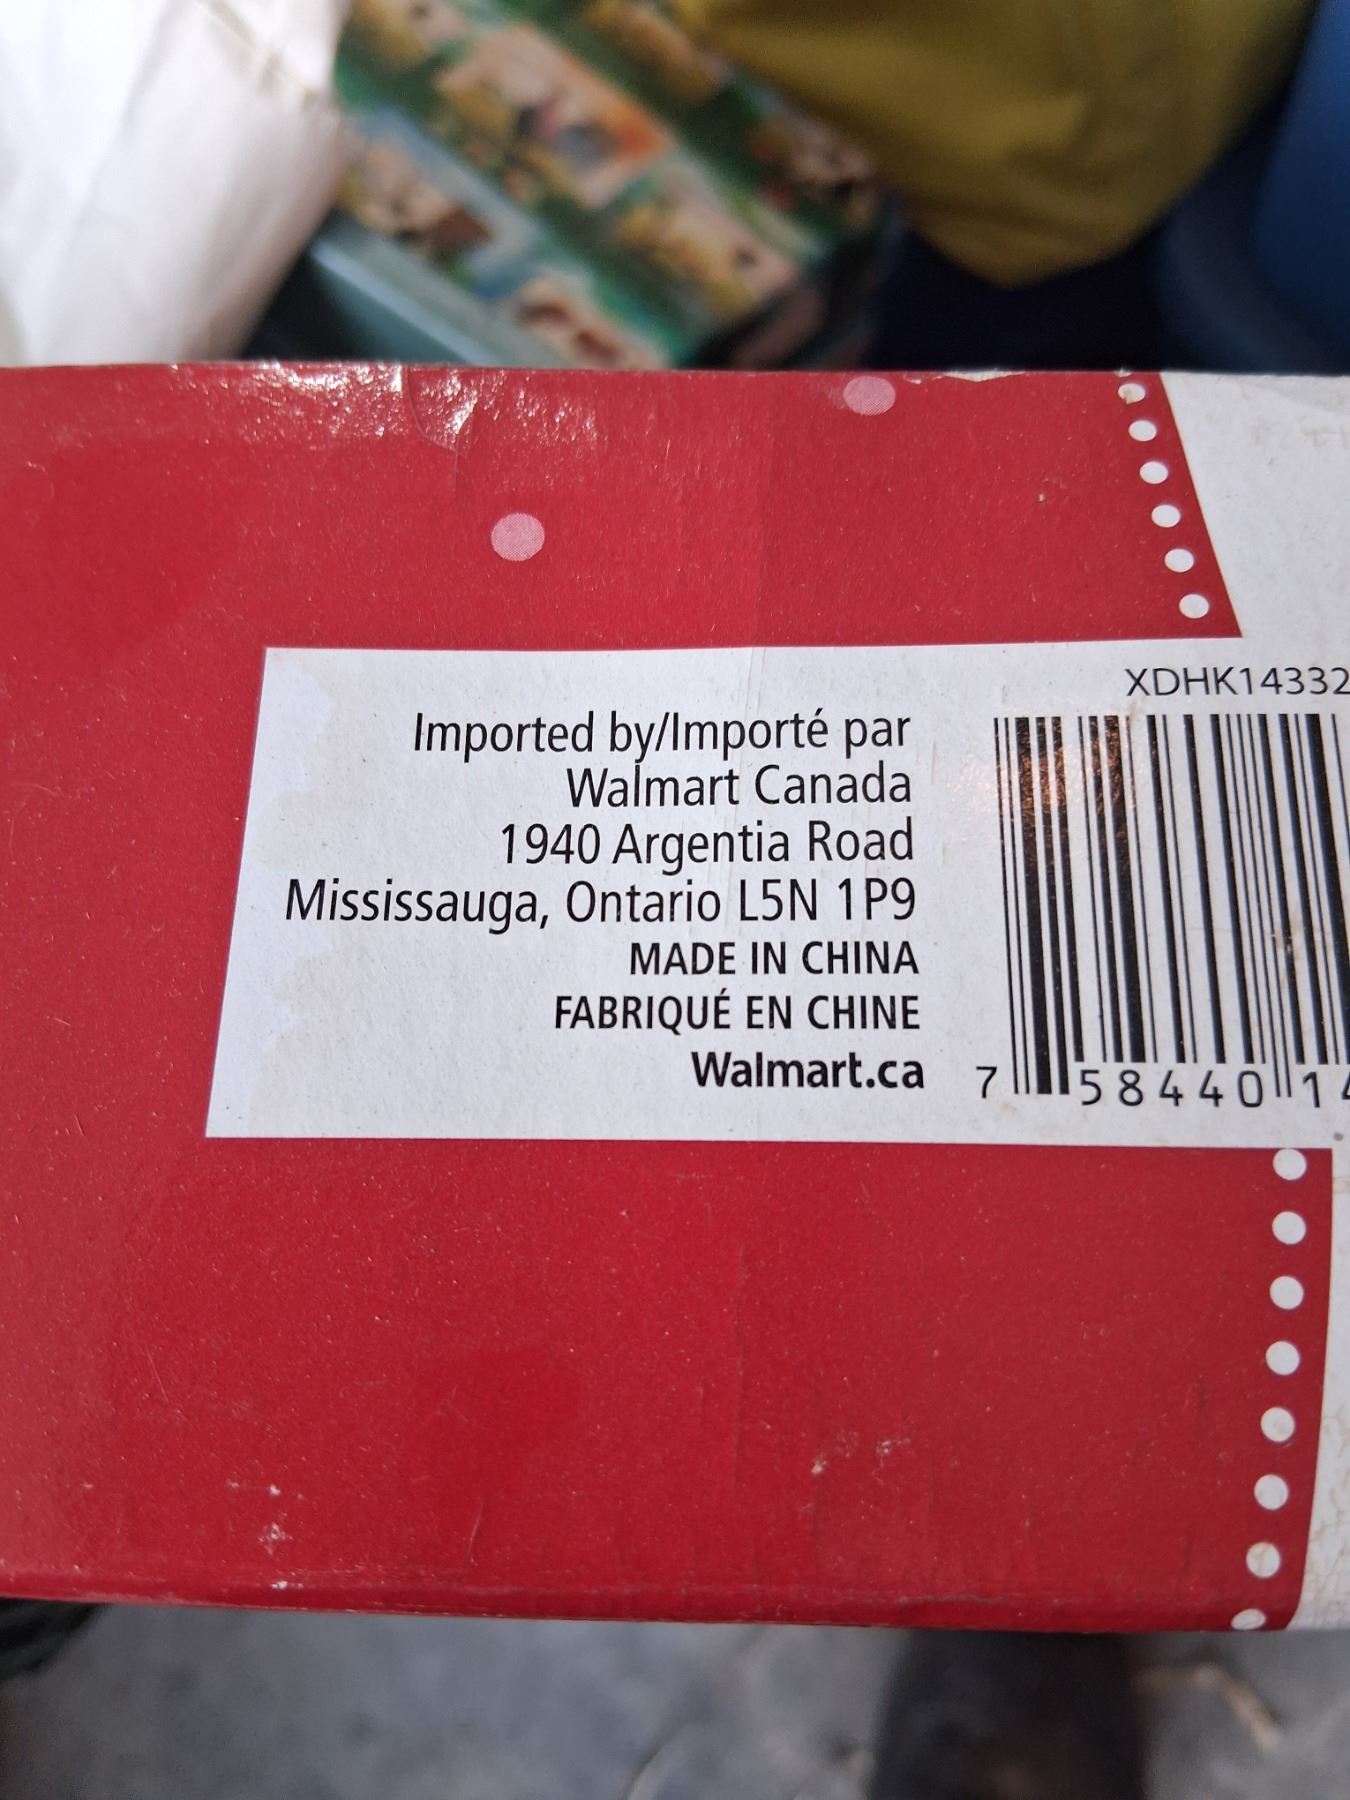 XDHK14332
Imported by/Importé par
Walmart Canada
1940 Argentia Road
Mississauga, Ontario L5N 1P9
MADE IN CHINA
FABRIQUÉ EN CHINE
Walmart.ca
7 58440 1